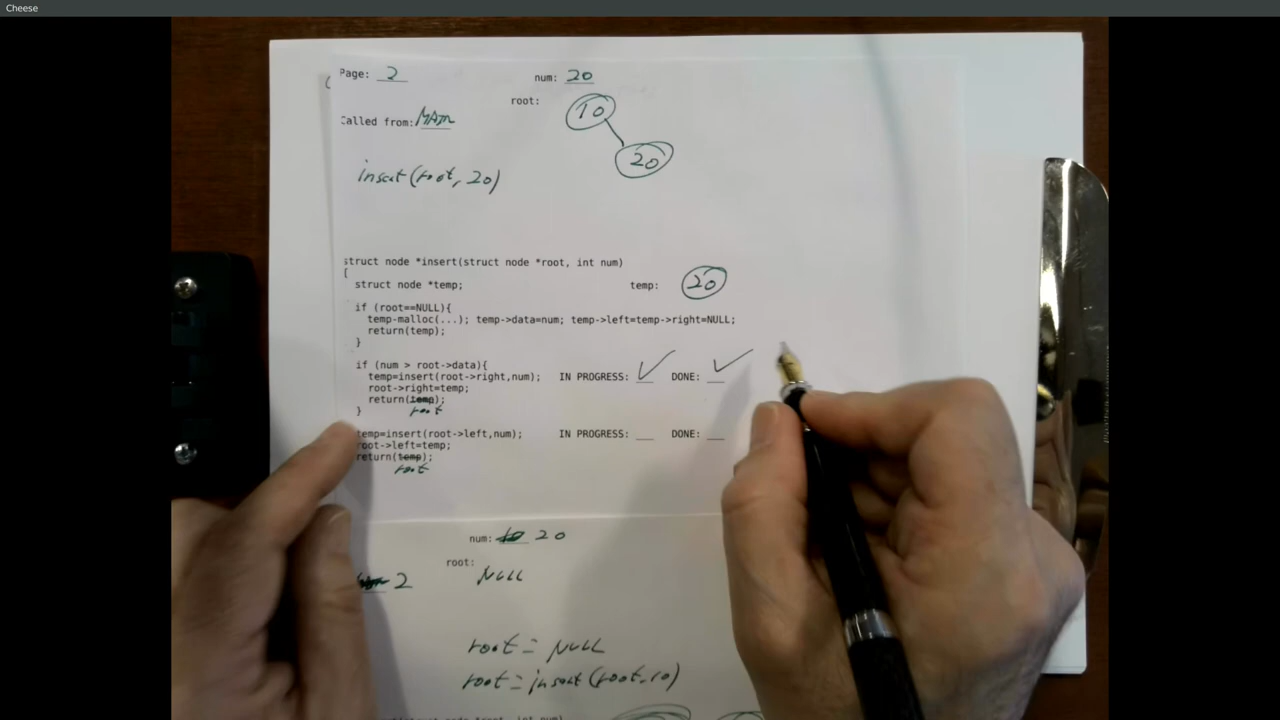 Cheese
Page: 2 num: 20
root: 10
20
Called from: MAIN
insert(root, 20)
struct node *insert(struct node *root, int num)
{
struct node *temp; temp: 20
if (root==NULL){
temp-malloc(...); temp->data=num; temp->left=temp->right=NULL;
return(temp);
}
if (num > root->data){
temp=insert(root->right,num); IN PROGRESS: ✓ DONE: ✓
root->right=temp;
return(temp);
root
}
temp=insert(root->left,num); IN PROGRESS: ___ DONE: ___
root->left=temp;
return(temp);
root
num: 10 20
root:
NULL
2
root = NULL
root = insert(root, 10)